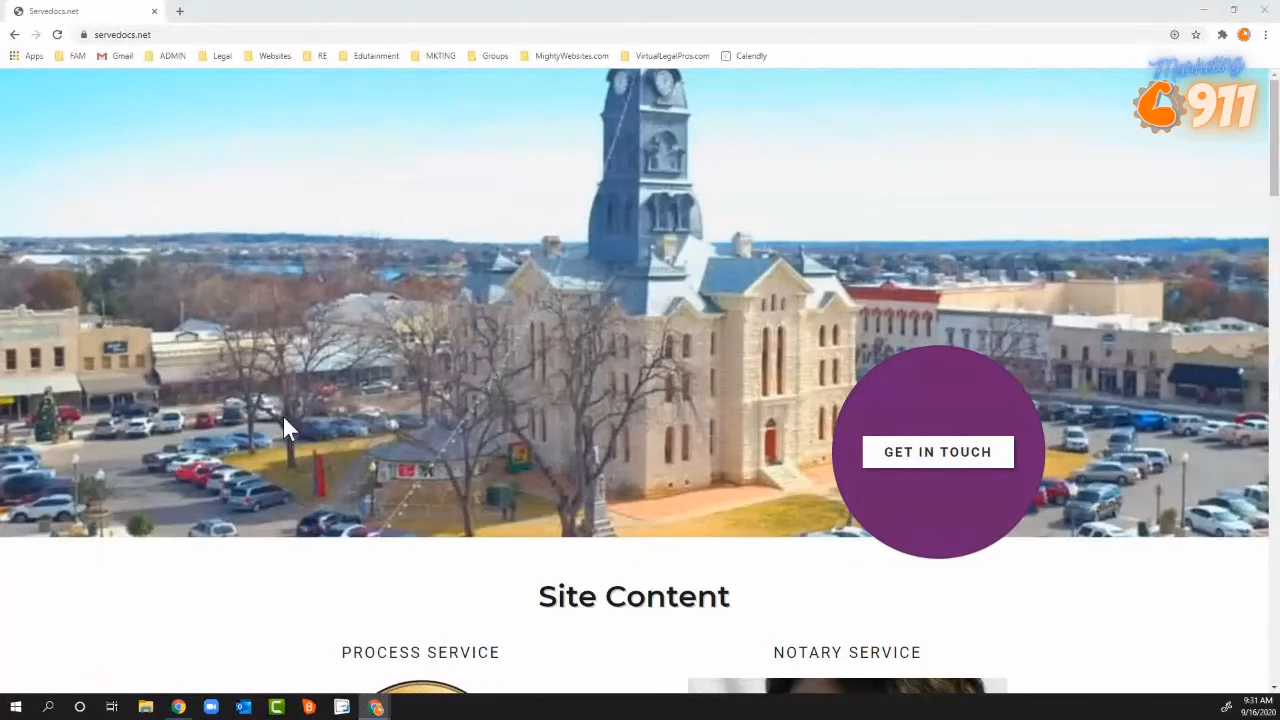 Servedocs.net
servedocs.net
Apps FAM Gmail ADMIN Legal Websites RE Edutainment MKTING Groups MightyWebsites.com VirtualLegalPros.com Calendly
Marketing
911
GET IN TOUCH
Site Content
PROCESS SERVICE NOTARY SERVICE
9:31 AM
9/16/2020